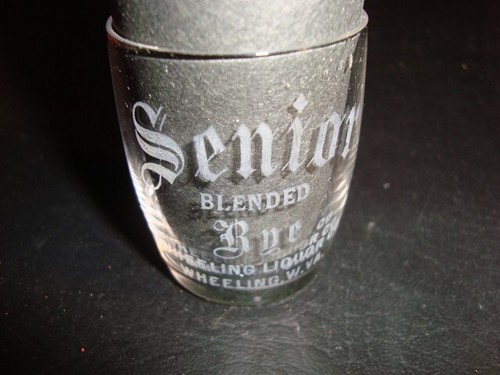 Senior
BLENDED
Rye
WHEELING LIQUOR CO.
WHEELING, W.VA.